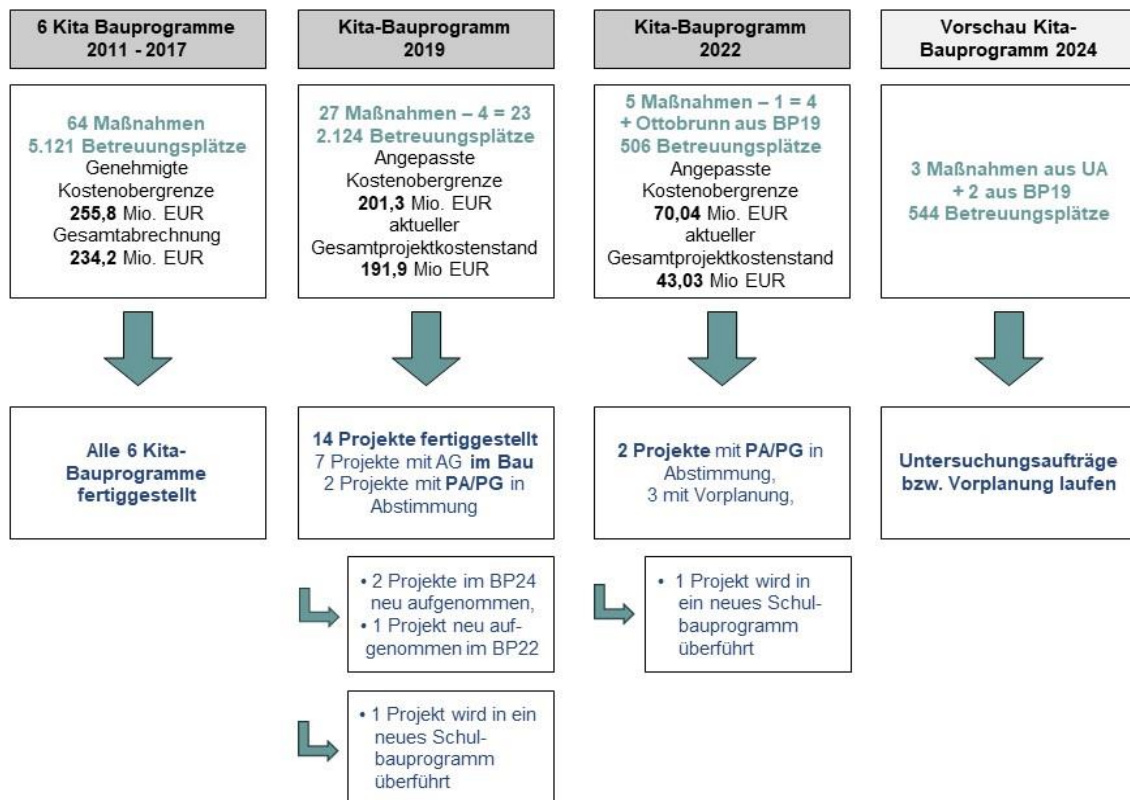 6 Kita Bauprogramme
2011 - 2017
64 Maßnahmen
5.121 Betreuungsplätze
Genehmigte
Kostenobergrenze
255,8 Mio. EUR
Gesamtabrechnung
234,2 Mio. EUR
Alle 6 Kita-
Bauprogramme
fertiggestellt
Kita-Bauprogramm
2019
27 Maßnahmen – 4 = 23
2.124 Betreuungsplätze
Angepasste
Kostenobergrenze
201,3 Mio. EUR
aktueller
Gesamtprojektkostenstand
191,9 Mio EUR
14 Projekte fertiggestellt
7 Projekte mit AG im Bau
2 Projekte mit PA/PG in
Abstimmung
• 2 Projekte im BP24
neu aufgenommen,
• 1 Projekt neu auf-
genommen im BP22
• 1 Projekt wird in ein
neues Schul-
bauprogramm
überführt
Kita-Bauprogramm
2022
5 Maßnahmen – 1 = 4
+ Ottobrunn aus BP19
506 Betreuungsplätze
Angepasste
Kostenobergrenze
70,04 Mio. EUR
aktueller
Gesamtprojektkostenstand
43,03 Mio EUR
2 Projekte mit PA/PG in
Abstimmung,
3 mit Vorplanung,
• 1 Projekt wird in
ein neues Schul-
bauprogramm
überführt
Vorschau Kita-
Bauprogramm 2024
3 Maßnahmen aus UA
+ 2 aus BP19
544 Betreuungsplätze
Untersuchungsaufträge
bzw. Vorplanung laufen